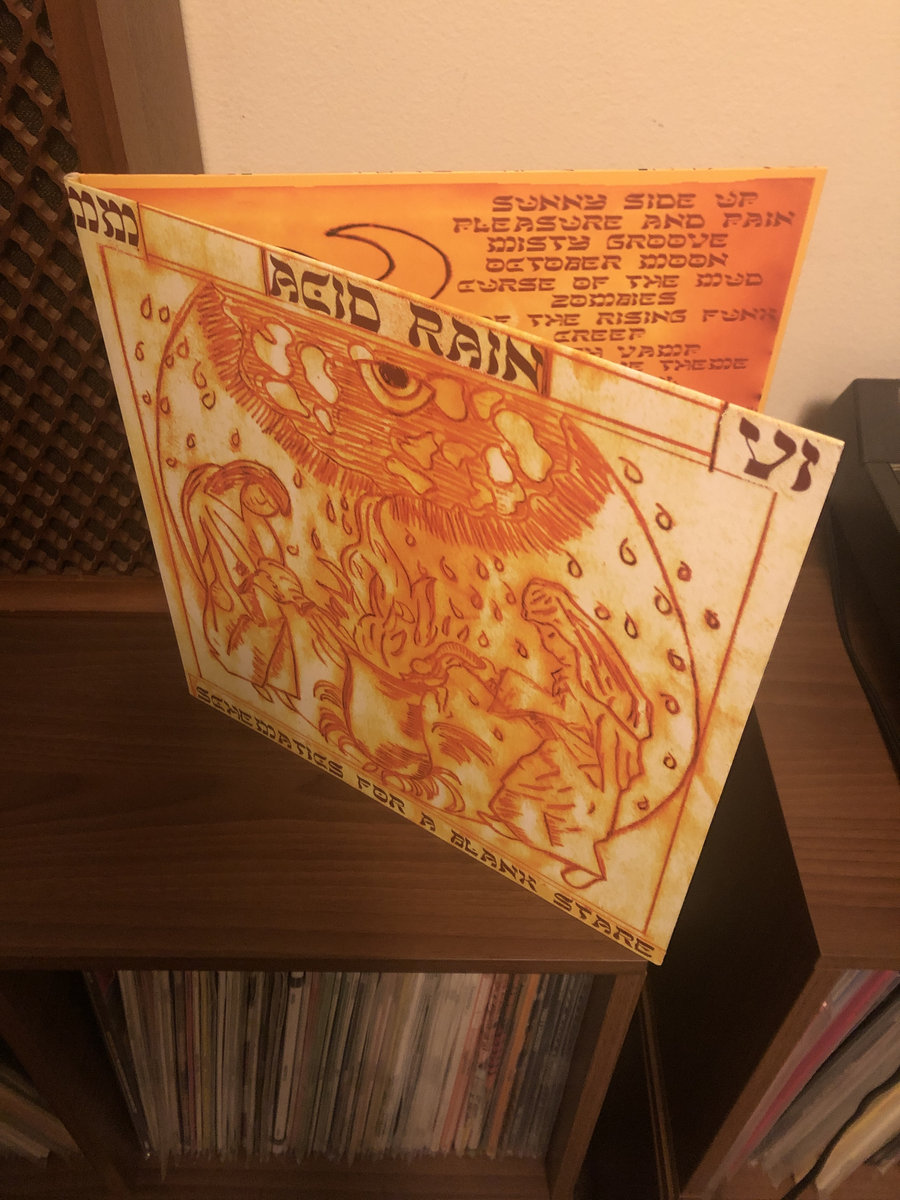 ACID RAIN
VI
SCHEMATICS FOR A BLANK STARE
SUNNY SIDE UP
PLEASURE AND PAIN
MISTY GROOVE
OCTOBER MOON
CURSE OF THE MUD
ZOMBIES
OF THE RISING FUNK
CREEP
VAMP
THEME